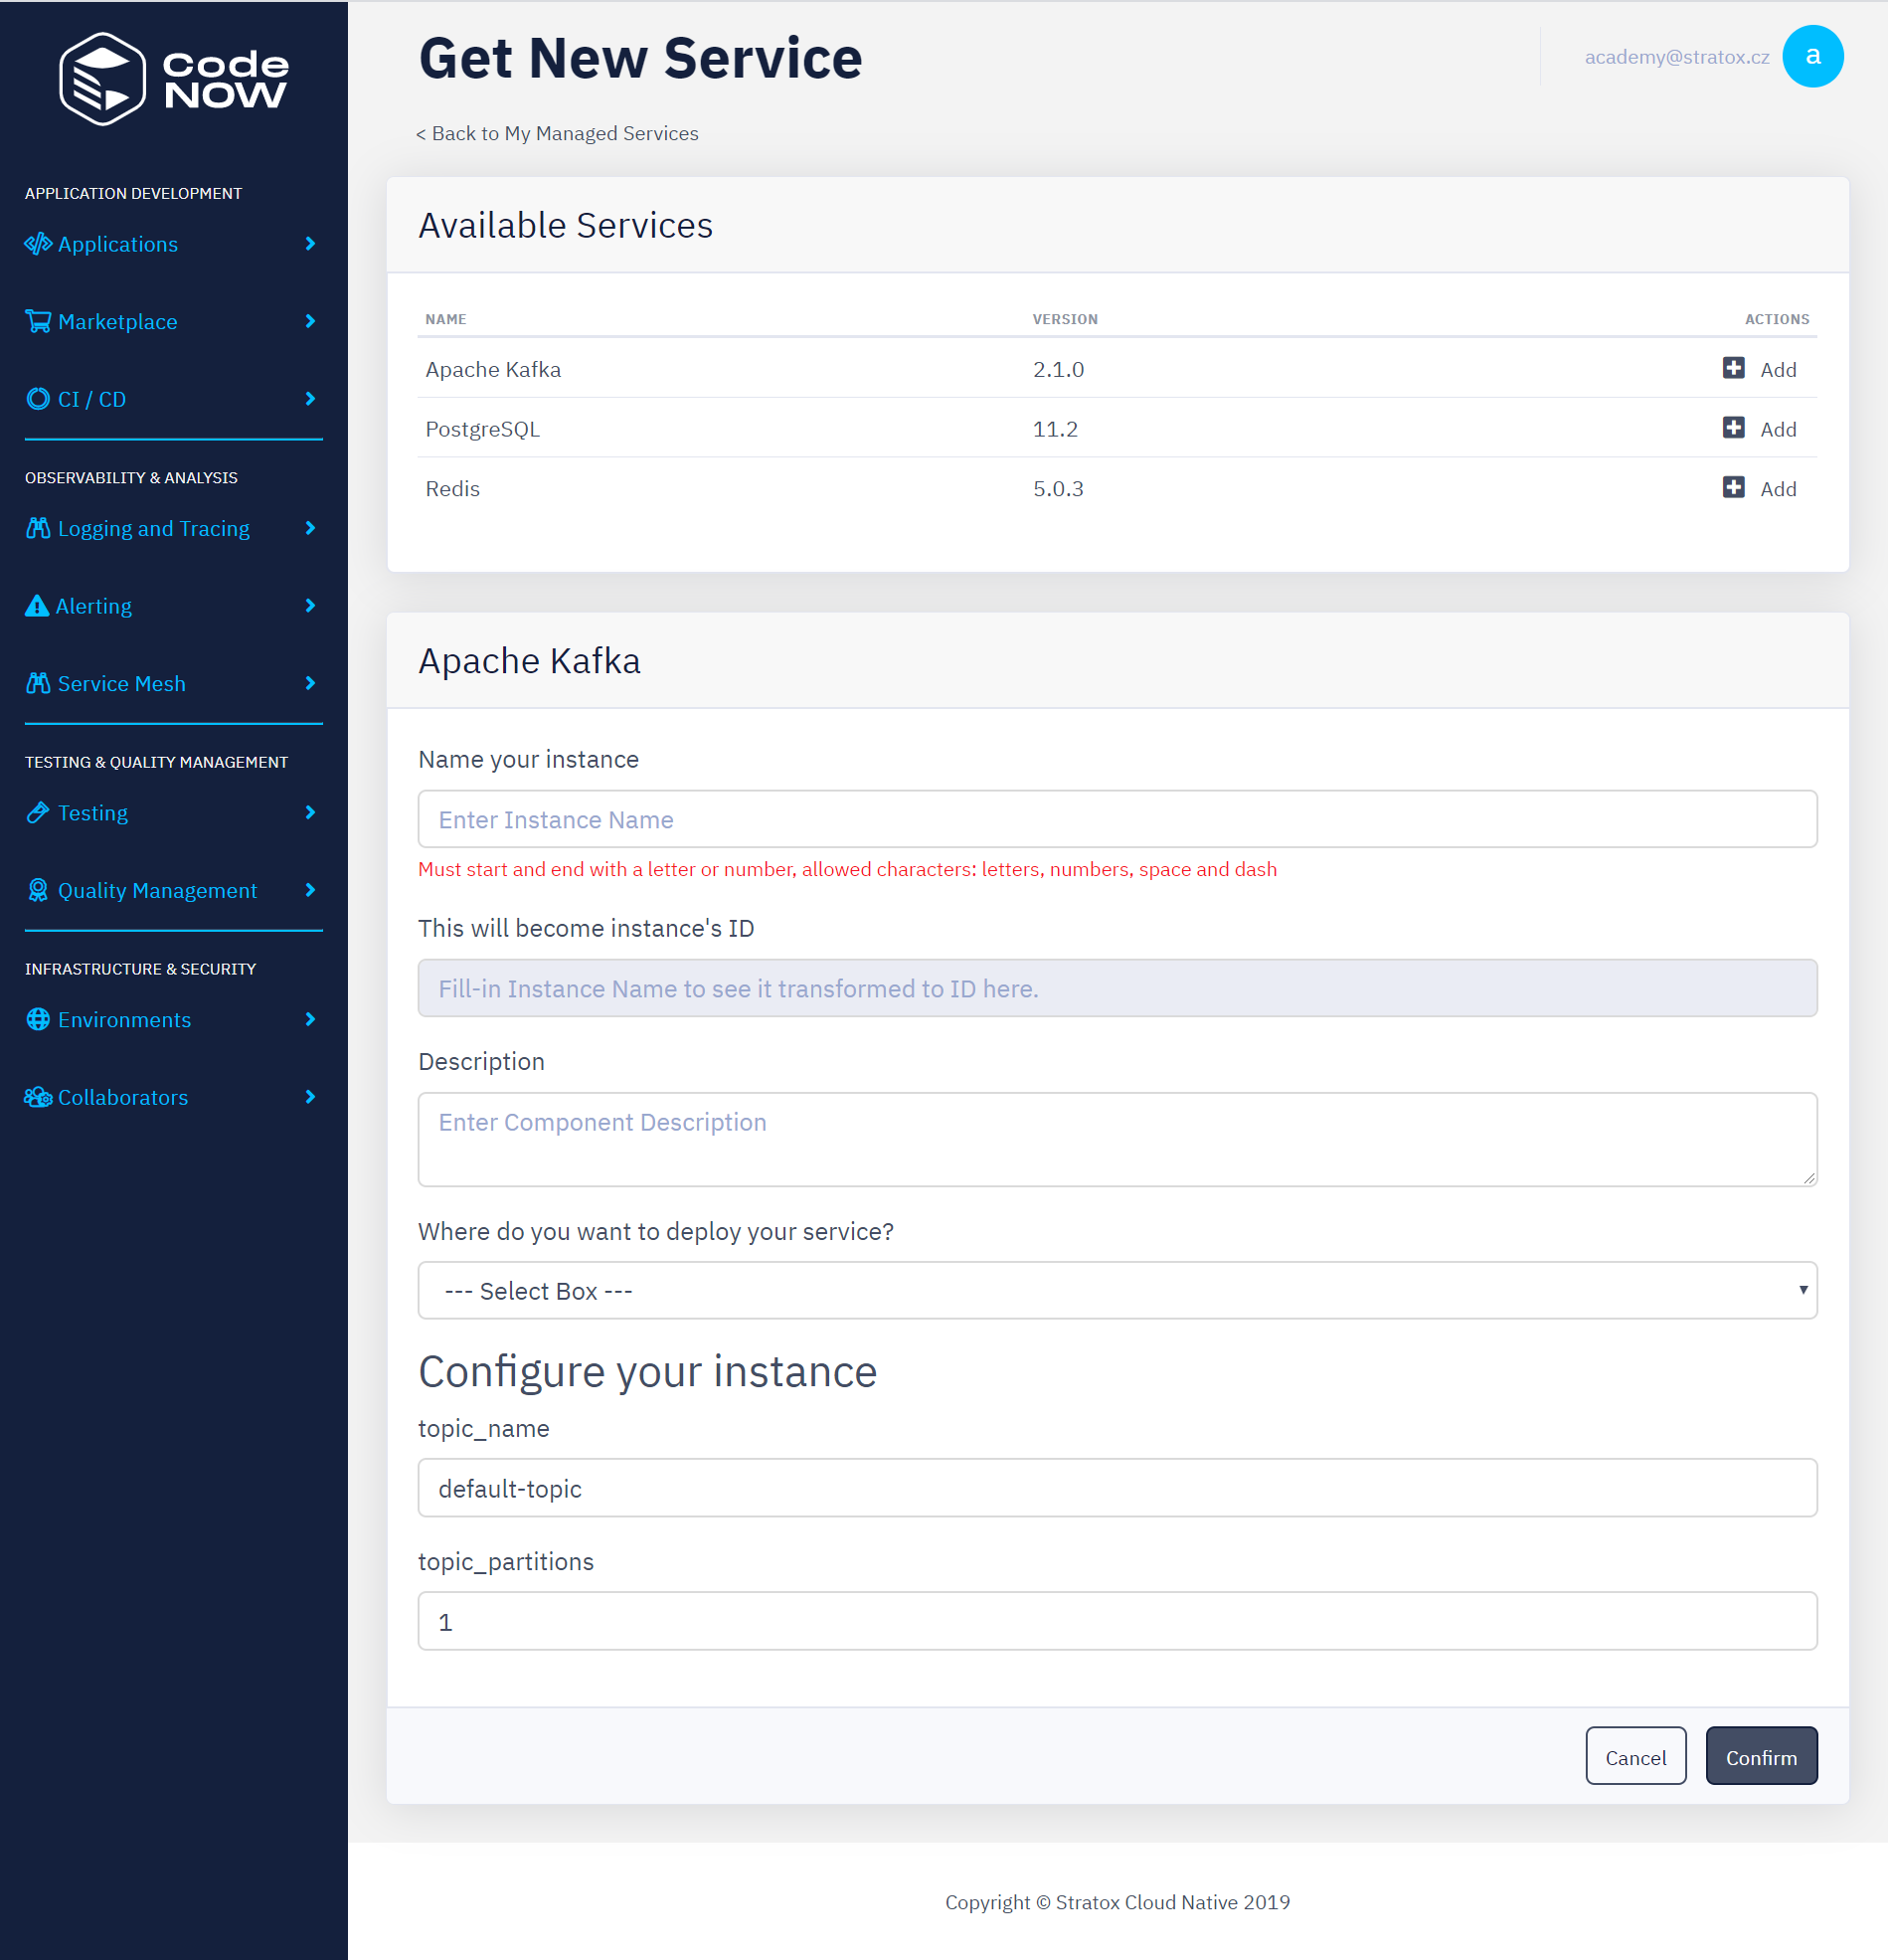 Code
NOW
APPLICATION DEVELOPMENT
Applications
Marketplace
CI / CD
OBSERVABILITY & ANALYSIS
Logging and Tracing
Alerting
Service Mesh
TESTING & QUALITY MANAGEMENT
Testing
Quality Management
INFRASTRUCTURE & SECURITY
Environments
Collaborators
Get New Service
academy@stratox.cz a
< Back to My Managed Services
Available Services
NAME VERSION ACTIONS
Apache Kafka 2.1.0 Add
PostgreSQL 11.2 Add
Redis 5.0.3 Add
Apache Kafka
Name your instance
Enter Instance Name
Must start and end with a letter or number, allowed characters: letters, numbers, space and dash
This will become instance's ID
Fill-in Instance Name to see it transformed to ID here.
Description
Enter Component Description
Where do you want to deploy your service?
--- Select Box ---
Configure your instance
topic_name
default-topic
topic_partitions
1
Cancel Confirm
Copyright © Stratox Cloud Native 2019